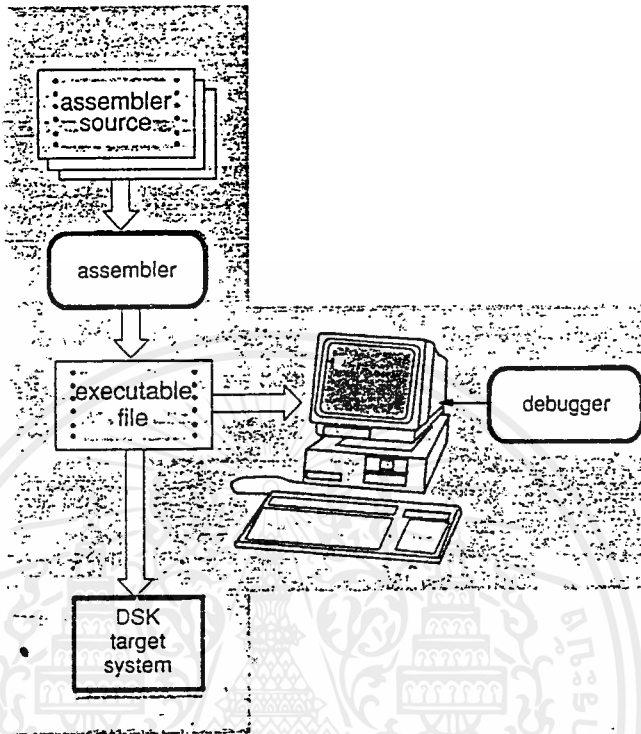 assembler
source
assembler
executable
file
debugger
DSK
target
system